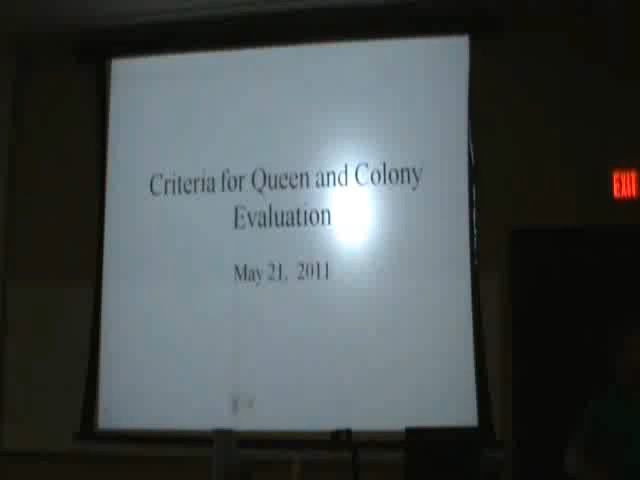 Criteria for Queen and Colony
Evaluation
May 21, 2011
EXIT